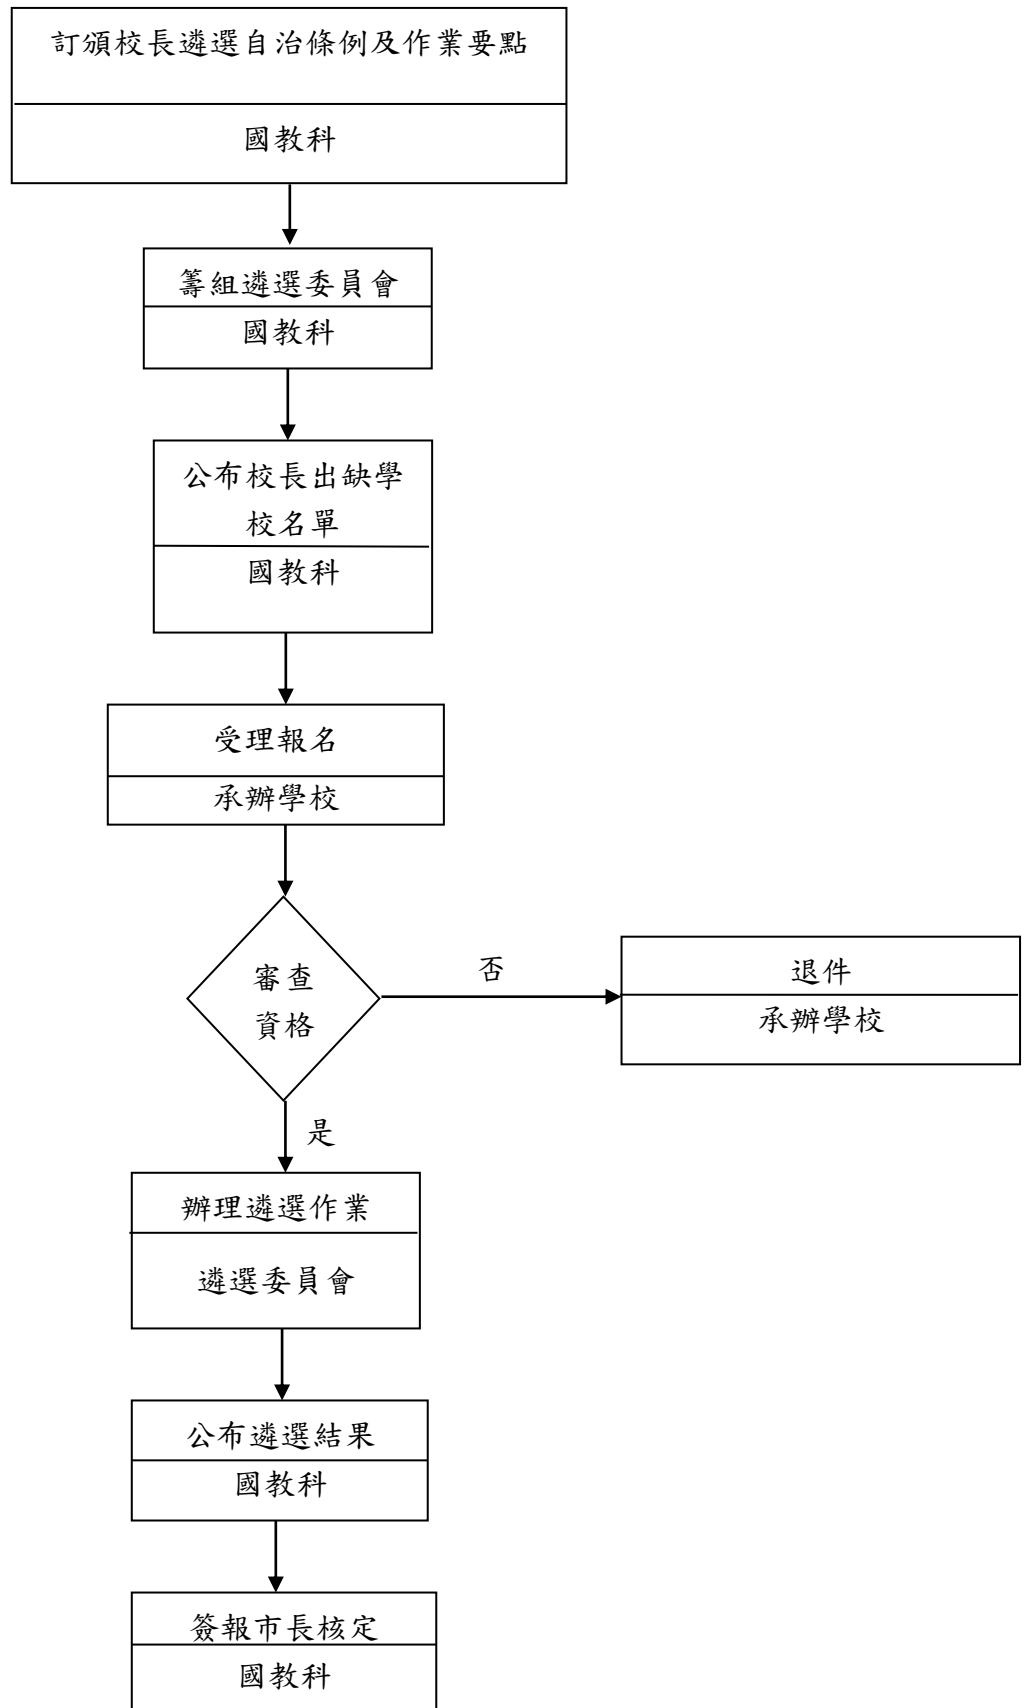 訂頒校長遴選自治條例及作業要點
國教科
籌組遴選委員會
國教科
公布校長出缺學
校名單
國教科
受理報名
承辦學校
審查
資格
否
退件
承辦學校
是
辦理遴選作業
遴選委員會
公布遴選結果
國教科
簽報市長核定
國教科